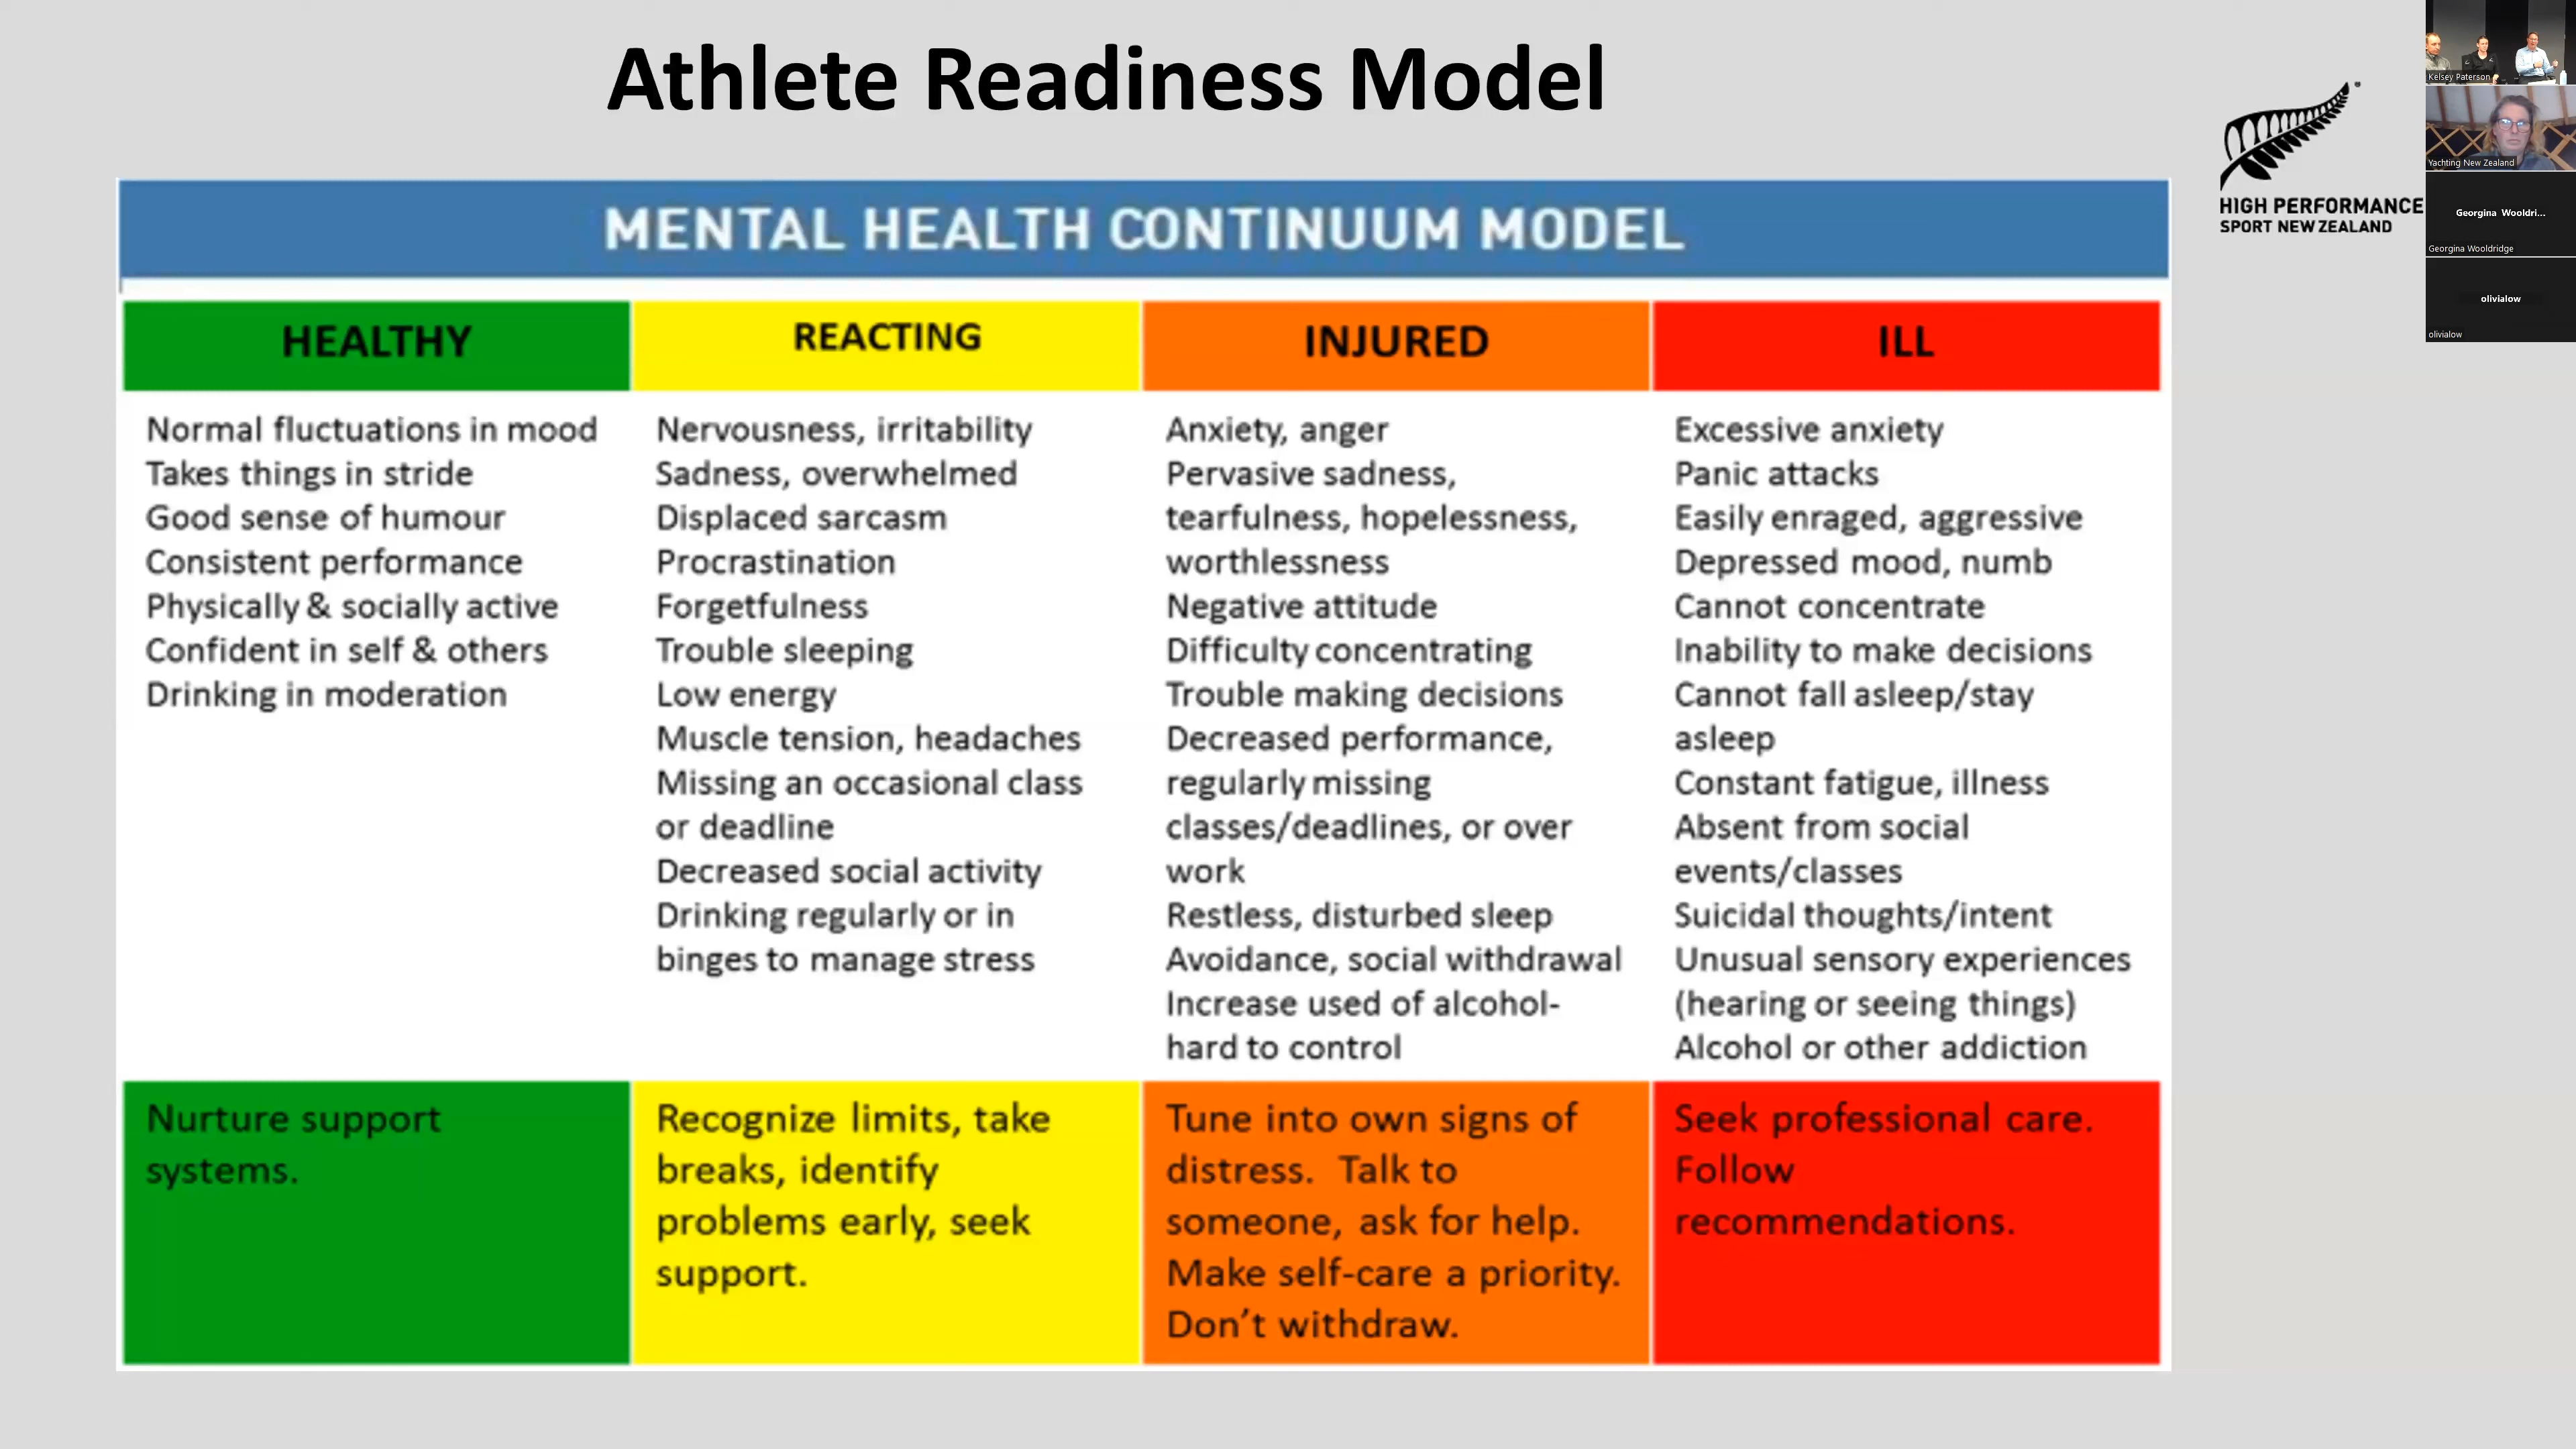 Athlete Readiness Model
HIGH PERFORMANCE
SPORT NEW ZEALAND
Kelsey Paterson
Yachting New Zealand
Georgina Wooldri...
Georgina Wooldridge
olivialow
olivialow
MENTAL HEALTH CONTINUUM MODEL
HEALTHY
Normal fluctuations in mood
Takes things in stride
Good sense of humour
Consistent performance
Physically & socially active
Confident in self & others
Drinking in moderation
Nurture support
systems.
REACTING
Nervousness, irritability
Sadness, overwhelmed
Displaced sarcasm
Procrastination
Forgetfulness
Trouble sleeping
Low energy
Muscle tension, headaches
Missing an occasional class
or deadline
Decreased social activity
Drinking regularly or in
binges to manage stress
Recognize limits, take
breaks, identify
problems early, seek
support.
INJURED
Anxiety, anger
Pervasive sadness,
tearfulness, hopelessness,
worthlessness
Negative attitude
Difficulty concentrating
Trouble making decisions
Decreased performance,
regularly missing
classes/deadlines, or over
work
Restless, disturbed sleep
Avoidance, social withdrawal
Increase used of alcohol-
hard to control
Tune into own signs of
distress. Talk to
someone, ask for help.
Make self-care a priority.
Don't withdraw.
ILL
Excessive anxiety
Panic attacks
Easily enraged, aggressive
Depressed mood, numb
Cannot concentrate
Inability to make decisions
Cannot fall asleep/stay
asleep
Constant fatigue, illness
Absent from social
events/classes
Suicidal thoughts/intent
Unusual sensory experiences
(hearing or seeing things)
Alcohol or other addiction
Seek professional care.
Follow
recommendations.